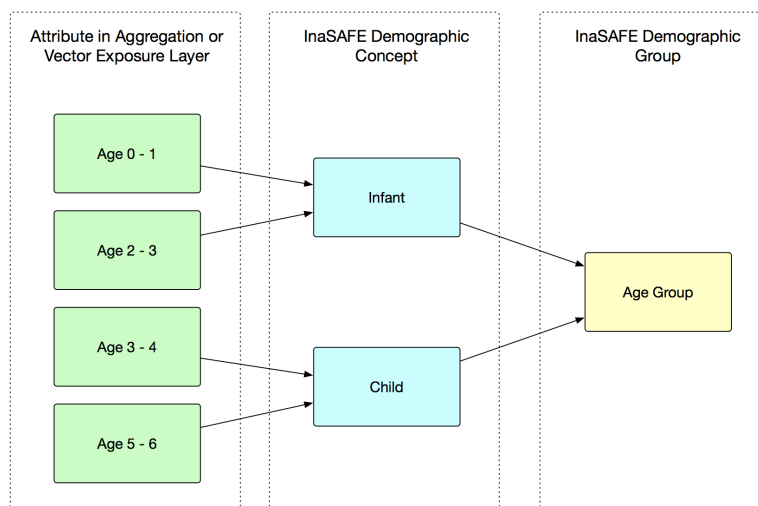 Attribute in Aggregation or
Vector Exposure Layer
InaSAFE Demographic
Concept
InaSAFE Demographic
Group
Age 0 - 1
Age 2 - 3
Age 3 - 4
Age 5 - 6
Infant
Child
Age Group